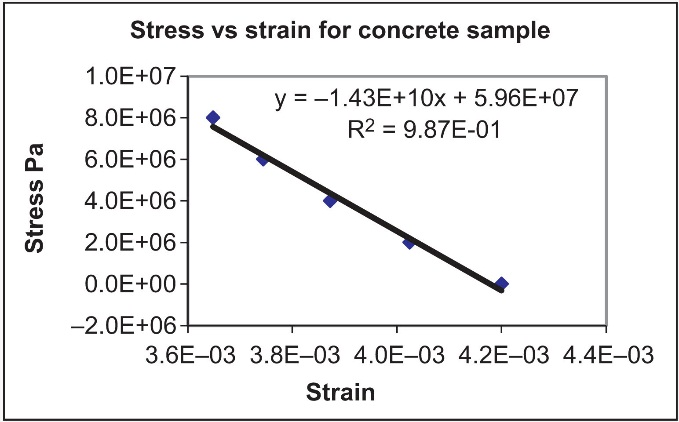 Stress vs strain for concrete sample
y = –1.43E+10x + 5.96E+07
R² = 9.87E-01
Stress Pa
1.0E+07
8.0E+06
6.0E+06
4.0E+06
2.0E+06
0.0E+00
–2.0E+06
3.6E–03 3.8E–03 4.0E–03 4.2E–03 4.4E–03
Strain